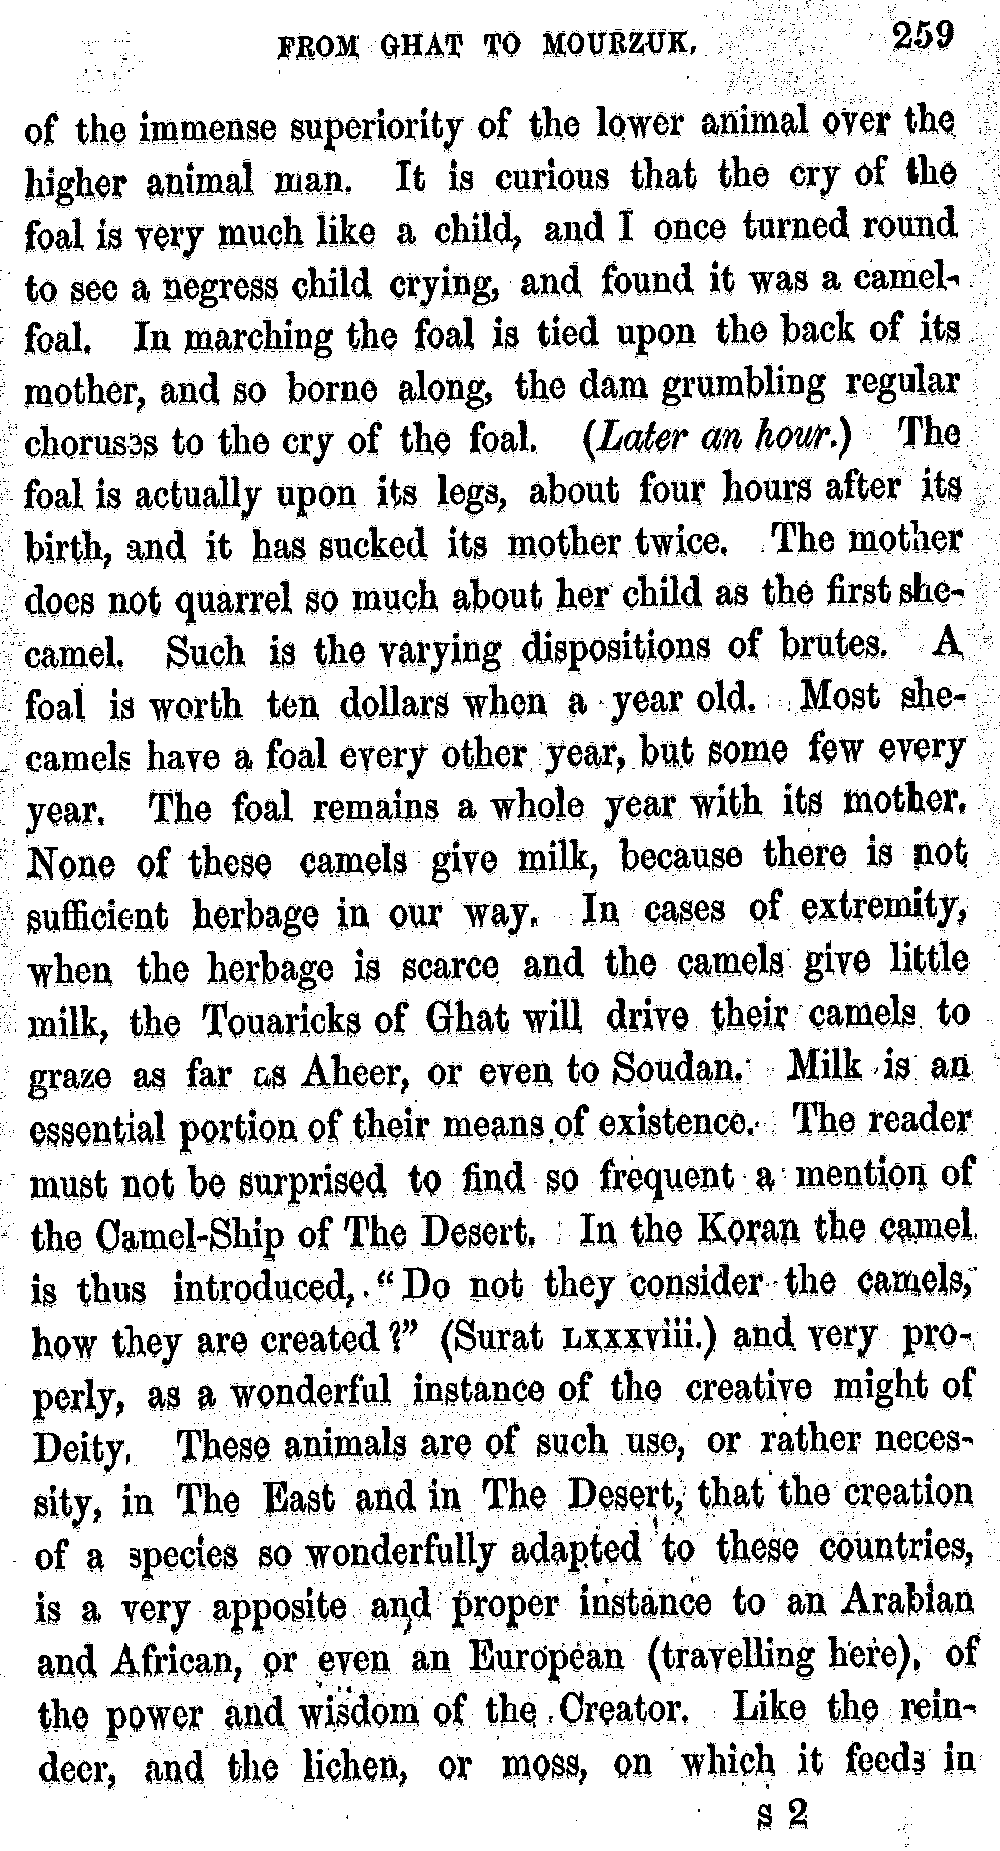 FROM GHAT TO MOURZUK. 259
of the immense superiority of the lower animal over the
higher animal man. It is curious that the cry of the
foal is very much like a child, and I once turned round
to see a negress child crying, and found it was a camel-
foal. In marching the foal is tied upon the back of its
mother, and so borne along, the dam grumbling regular
choruses to the cry of the foal. (Later an hour.) The
foal is actually upon its legs, about four hours after its
birth, and it has sucked its mother twice. The mother
does not quarrel so much about her child as the first she-
camel. Such is the varying dispositions of brutes. A
foal is worth ten dollars when a year old. Most she-
camels have a foal every other year, but some few every
year. The foal remains a whole year with its mother.
None of these camels give milk, because there is not
sufficient herbage in our way. In cases of extremity,
when the herbage is scarce and the camels give little
milk, the Touaricks of Ghat will drive their camels to
graze as far as Aheer, or even to Soudan. Milk is an
essential portion of their means of existence. The reader
must not be surprised to find so frequent a mention of
the Camel-Ship of The Desert. In the Koran the camel
is thus introduced, "Do not they consider the camels,
how they are created?" (Surat LXXXviii.) and very pro-
perly, as a wonderful instance of the creative might of
Deity. These animals are of such use, or rather neces-
sity, in The East and in The Desert, that the creation
of a species so wonderfully adapted to these countries,
is a very apposite and proper instance to an Arabian
and African, or even an European (travelling here), of
the power and wisdom of the Creator. Like the rein-
deer, and the lichen, or moss, on which it feeds in
S 2